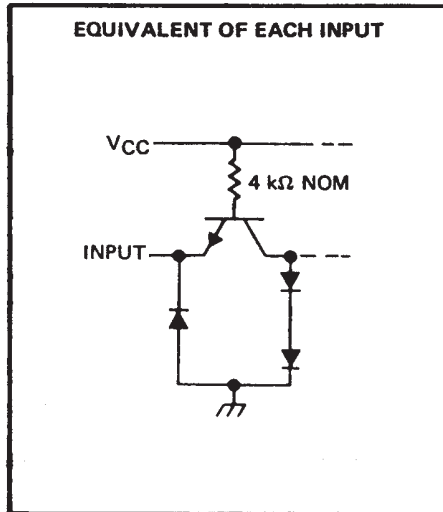 EQUIVALENT OF EACH INPUT
VCC
4 kΩ NOM
INPUT